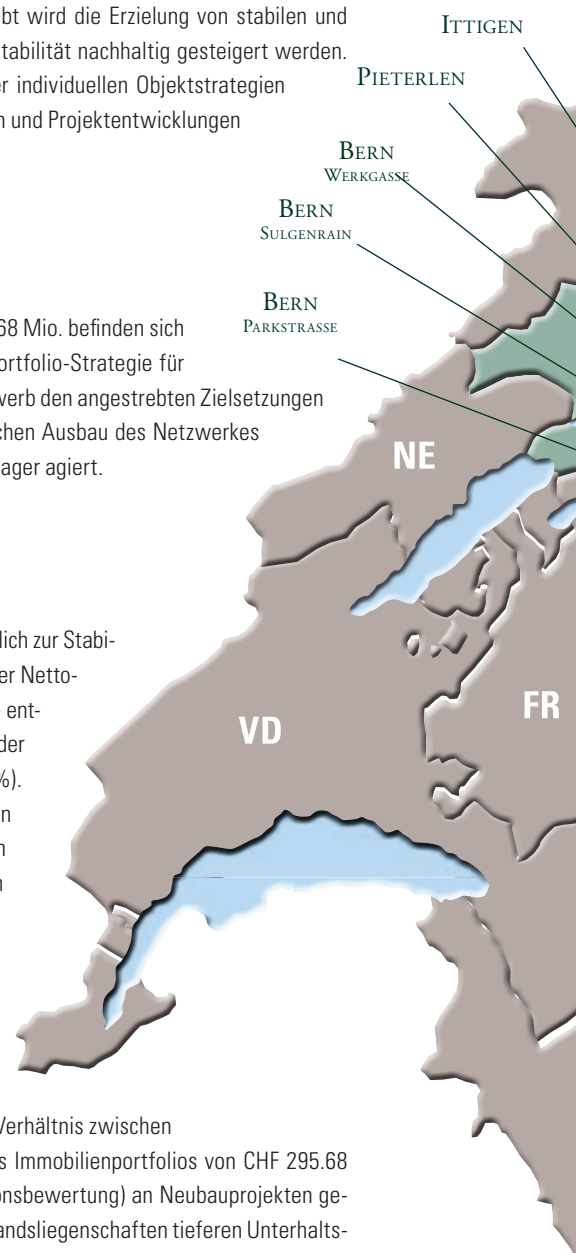 bt wird die Erzielung von stabilen und
tabilität nachhaltig gesteigert werden.
r individuellen Objektstrategien
n und Projektentwicklungen
ITTIGEN
PIETERLEN
BERN
WERKGASSE
BERN
SULGENRAIN
BERN
PARKSTRASSE
68 Mio. befinden sich
ortfolio-Strategie für
werb den angestrebten Zielsetzungen
chen Ausbau des Netzwerkes
ager agiert.
NE
lich zur Stabi-
er Netto-
ent-
der
%).
n
n
n
VD
FR
Verhältnis zwischen
s Immobilienportfolios von CHF 295.68
onsbewertung) an Neubauprojekten ge-
andsliegenschaften tieferen Unterhalts-